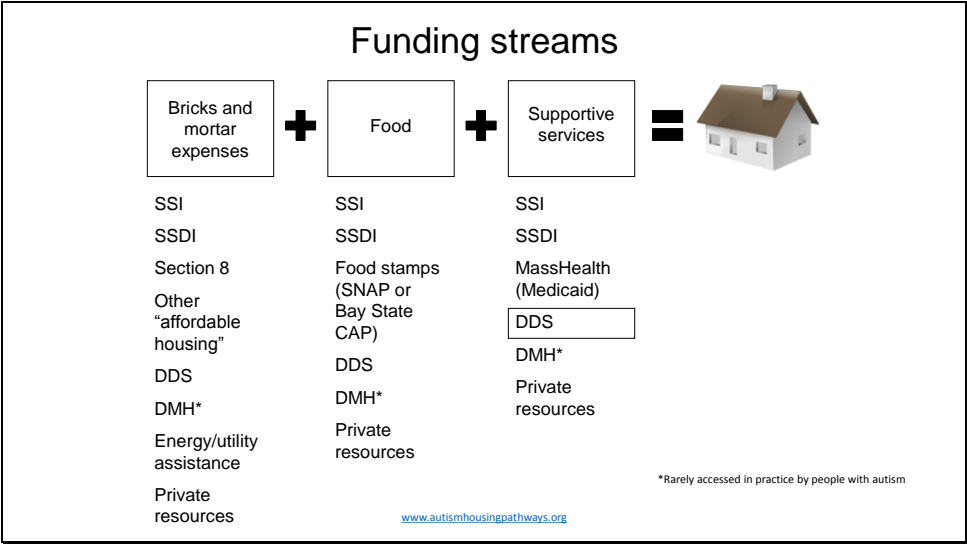 Funding streams
Bricks and
mortar
expenses
Food
Supportive
services
SSI
SSDI
Section 8
Other
“affordable
housing”
DDS
DMH*
Energy/utility
assistance
Private
resources
SSI
SSDI
Food stamps
(SNAP or
Bay State
CAP)
DDS
DMH*
Private
resources
SSI
SSDI
MassHealth
(Medicaid)
DDS
DMH*
Private
resources
*Rarely accessed in practice by people with autism
www.autismhousingpathways.org